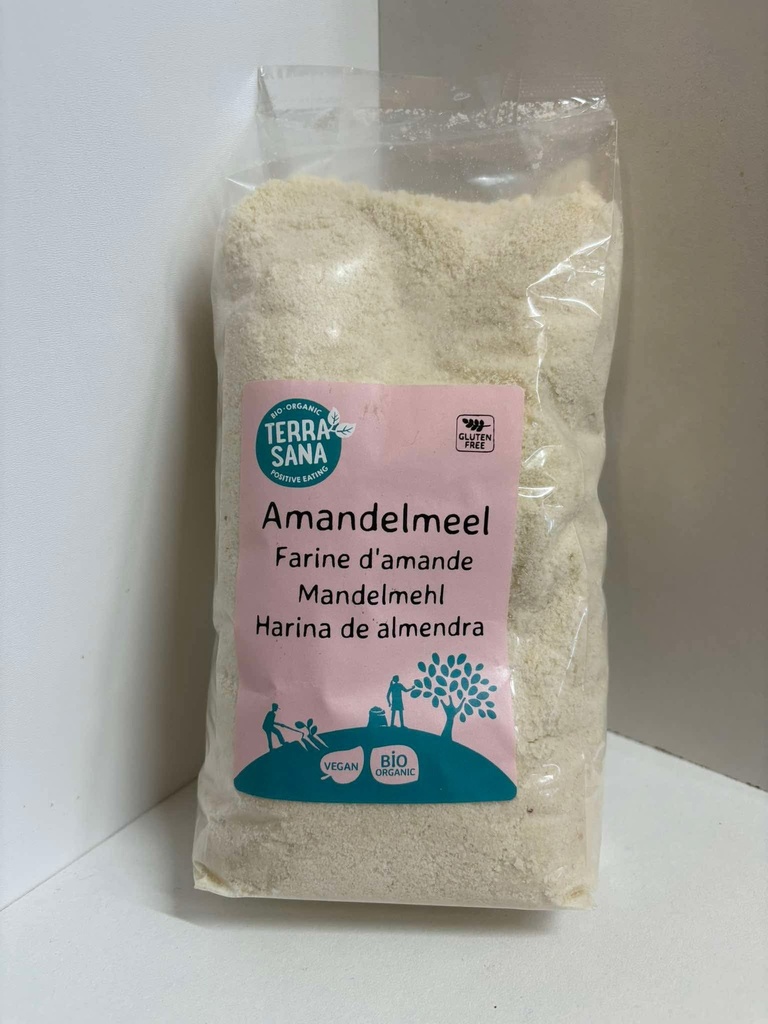 BIO-ORGANIC
TERRA
SANA
POSITIVE EATING
GLUTEN
FREE
Amandelmeel
Farine d'amande
Mandelmehl
Harina de almendra
VEGAN
BiO
ORGANIC